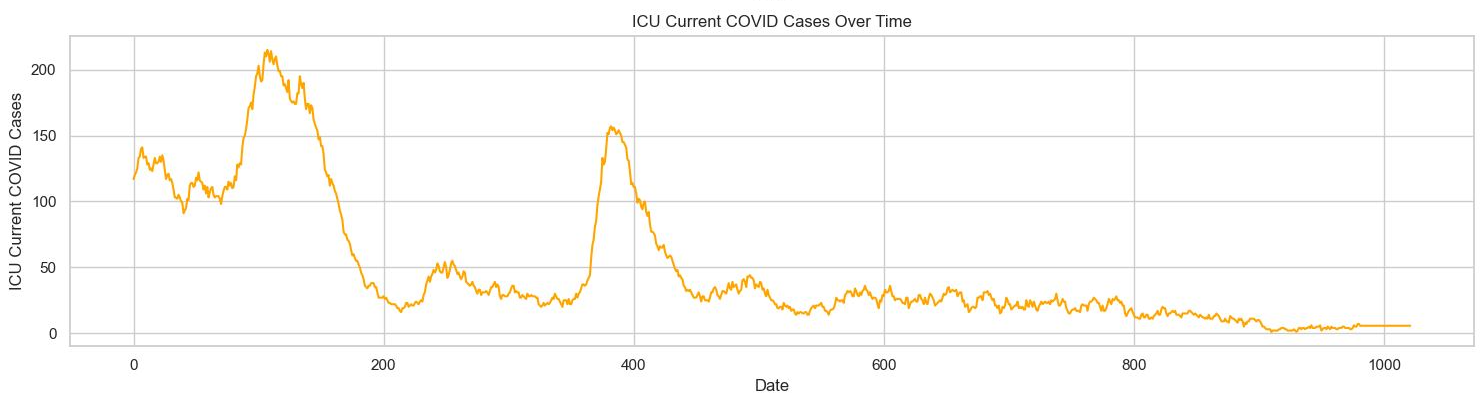 ICU Current COVID Cases Over Time
ICU Current COVID Cases
200
150
100
50
0
0 200 400 600 800 1000
Date